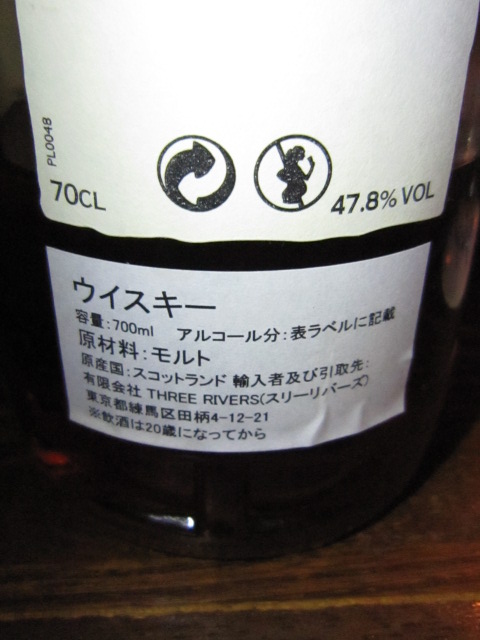 PL0048
70CL
47.8% VOL
ウイスキー
容量:700ml アルコール分:表ラベルに記載
原材料:モルト
原産国:スコットランド 輸入者及び引取先:
有限会社 THREE RIVERS(スリーリバーズ)
東京都練馬区田柄4-12-21
※飲酒は20歳になってから